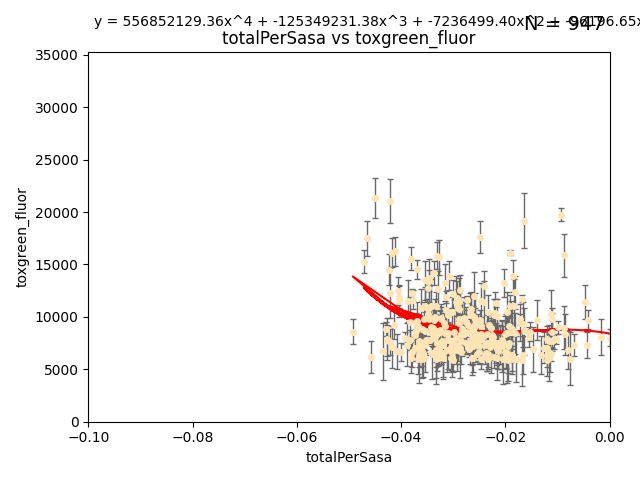 y = 556852129.36x^4 + -125349231.38x^3 + -7236499.40x^2 +
N = 947
totalPerSasa vs toxgreen_fluor
35000
30000
25000
20000
15000
10000
5000
0
toxgreen_fluor
−0.10
−0.08
−0.06
−0.04
−0.02
0.00
totalPerSasa